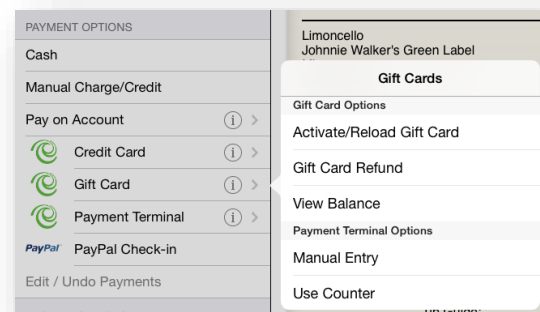 PAYMENT OPTIONS
Cash
Manual Charge/Credit
Pay on Account
Credit Card
Gift Card
Payment Terminal
PayPal PayPal Check-in
Edit / Undo Payments
Limoncello
Johnnie Walker's Green Label
Gift Cards
Gift Card Options
Activate/Reload Gift Card
Gift Card Refund
View Balance
Payment Terminal Options
Manual Entry
Use Counter